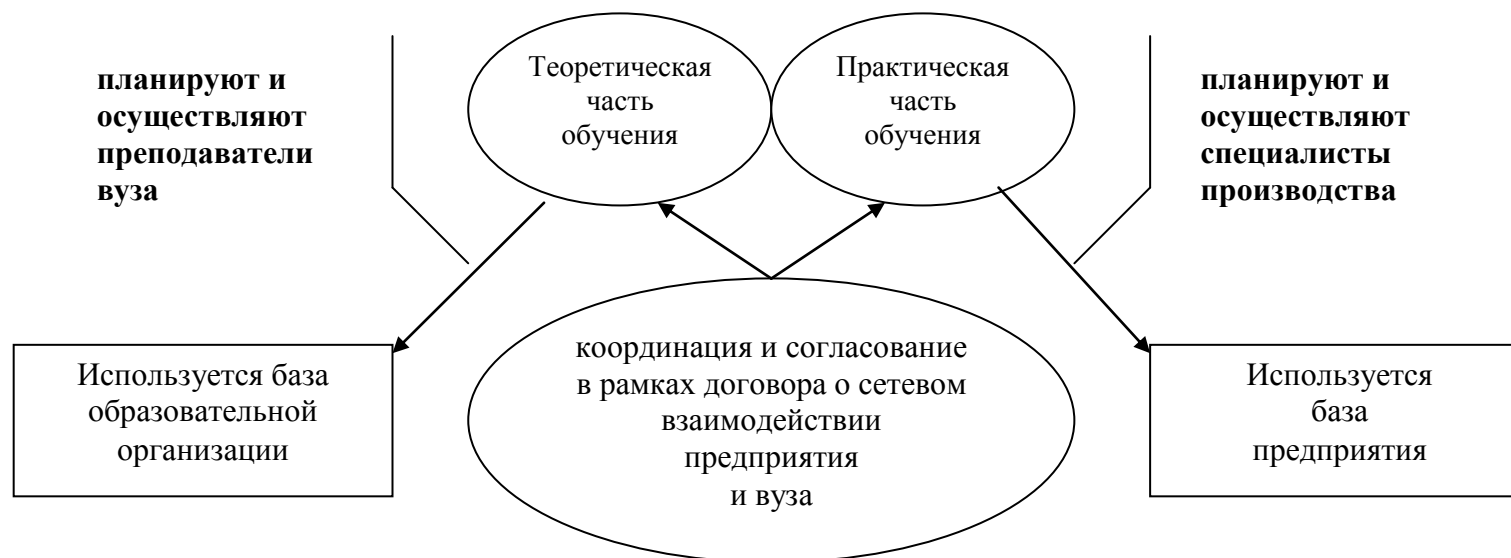 планируют и
осуществляют
преподаватели
вуза
Теоретическая
часть
обучения
Практическая
часть
обучения
планируют и
осуществляют
специалисты
производства
Используется база
образовательной
организации
координация и согласование
в рамках договора о сетевом
взаимодействии
предприятия
и вуза
Используется
база
предприятия